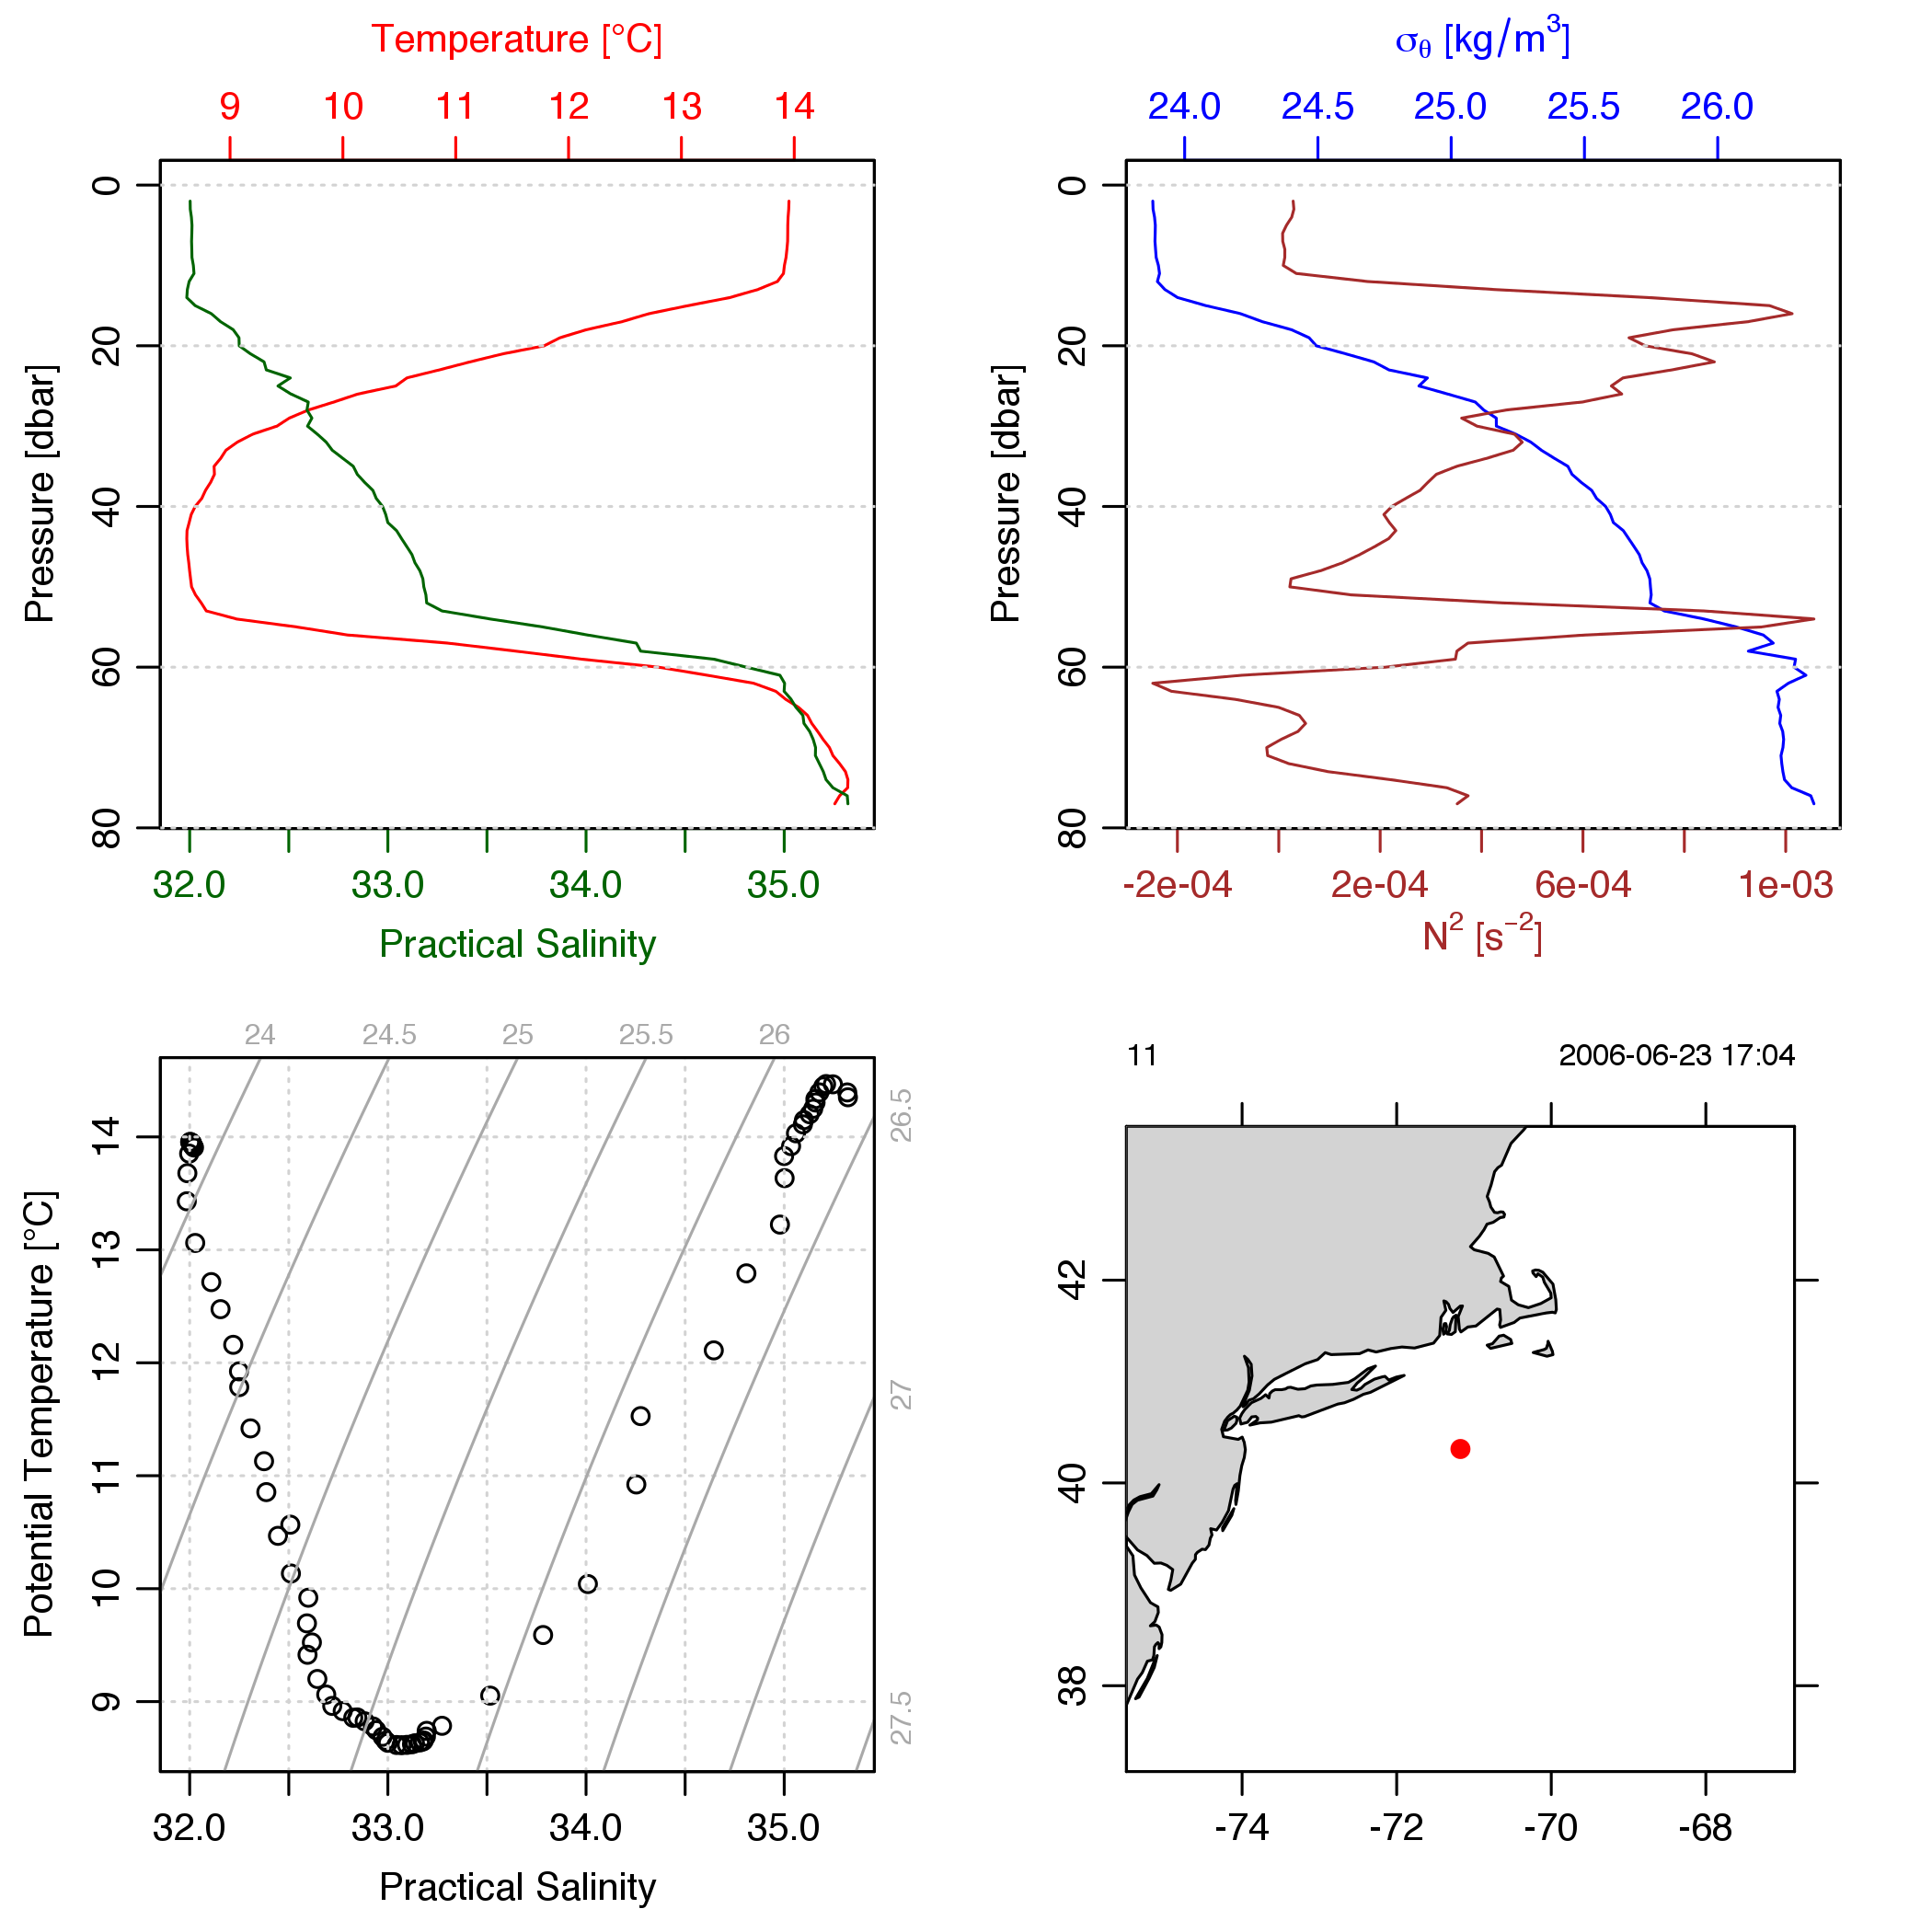 Temperature [°C]
9 10 11 12 13 14
Pressure [dbar]
0
20
40
60
80
32.0 33.0 34.0 35.0
Practical Salinity
σθ [kg/m³]
24.0 24.5 25.0 25.5 26.0
Pressure [dbar]
0
20
40
60
80
-2e-04 2e-04 6e-04 1e-03
N² [s⁻²]
24 24.5 25 25.5 26
26.5
27
27.5
Potential Temperature [°C]
14
13
12
11
10
9
32.0 33.0 34.0 35.0
Practical Salinity
11 2006-06-23 17:04
42
40
38
-74 -72 -70 -68